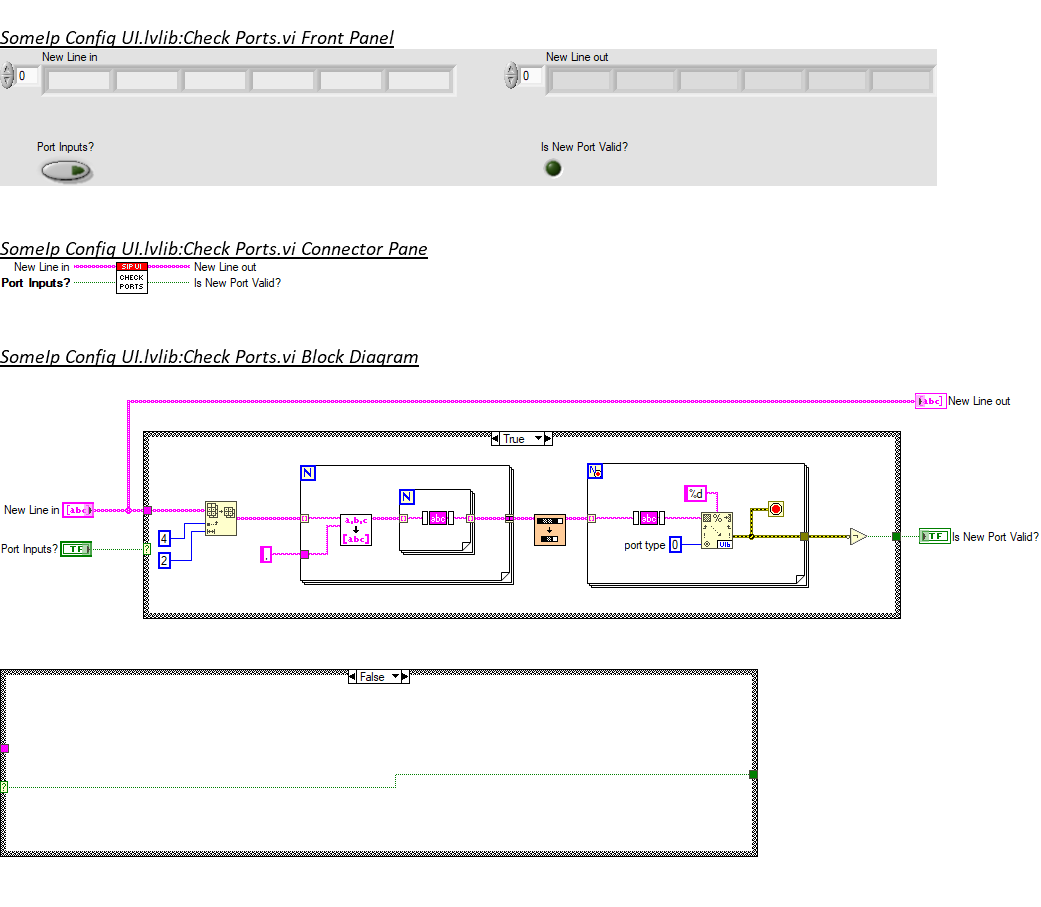 SomeIp Config UI.lvlib:Check Ports.vi Front Panel
New Line in
New Line out
0
0
Port Inputs?
Is New Port Valid?
SomeIp Config UI.lvlib:Check Ports.vi Connector Pane
New Line in
SIP UI
CHECK
PORTS
New Line out
Port Inputs?
Is New Port Valid?
SomeIp Config UI.lvlib:Check Ports.vi Block Diagram
[abc]
New Line out
True
N
N
N
%d
New Line in
[abc]
a,b,c
[abc]
abc
abc
4
port type
0
Port Inputs?
TF
TF
Is New Port Valid?
2
False